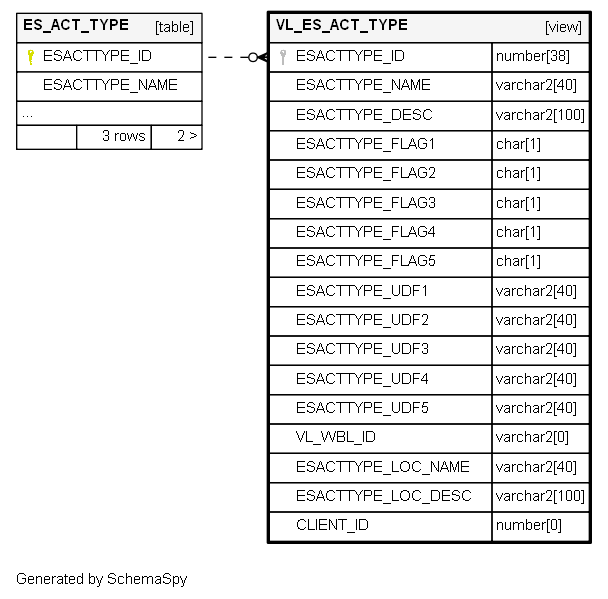 ES_ACT_TYPE [table]
ESACTTYPE_ID
ESACTTYPE_NAME
...
3 rows 2 >
VL_ES_ACT_TYPE [view]
ESACTTYPE_ID number[38]
ESACTTYPE_NAME varchar2[40]
ESACTTYPE_DESC varchar2[100]
ESACTTYPE_FLAG1 char[1]
ESACTTYPE_FLAG2 char[1]
ESACTTYPE_FLAG3 char[1]
ESACTTYPE_FLAG4 char[1]
ESACTTYPE_FLAG5 char[1]
ESACTTYPE_UDF1 varchar2[40]
ESACTTYPE_UDF2 varchar2[40]
ESACTTYPE_UDF3 varchar2[40]
ESACTTYPE_UDF4 varchar2[40]
ESACTTYPE_UDF5 varchar2[40]
VL_WBL_ID varchar2[0]
ESACTTYPE_LOC_NAME varchar2[40]
ESACTTYPE_LOC_DESC varchar2[100]
CLIENT_ID number[0]
Generated by SchemaSpy